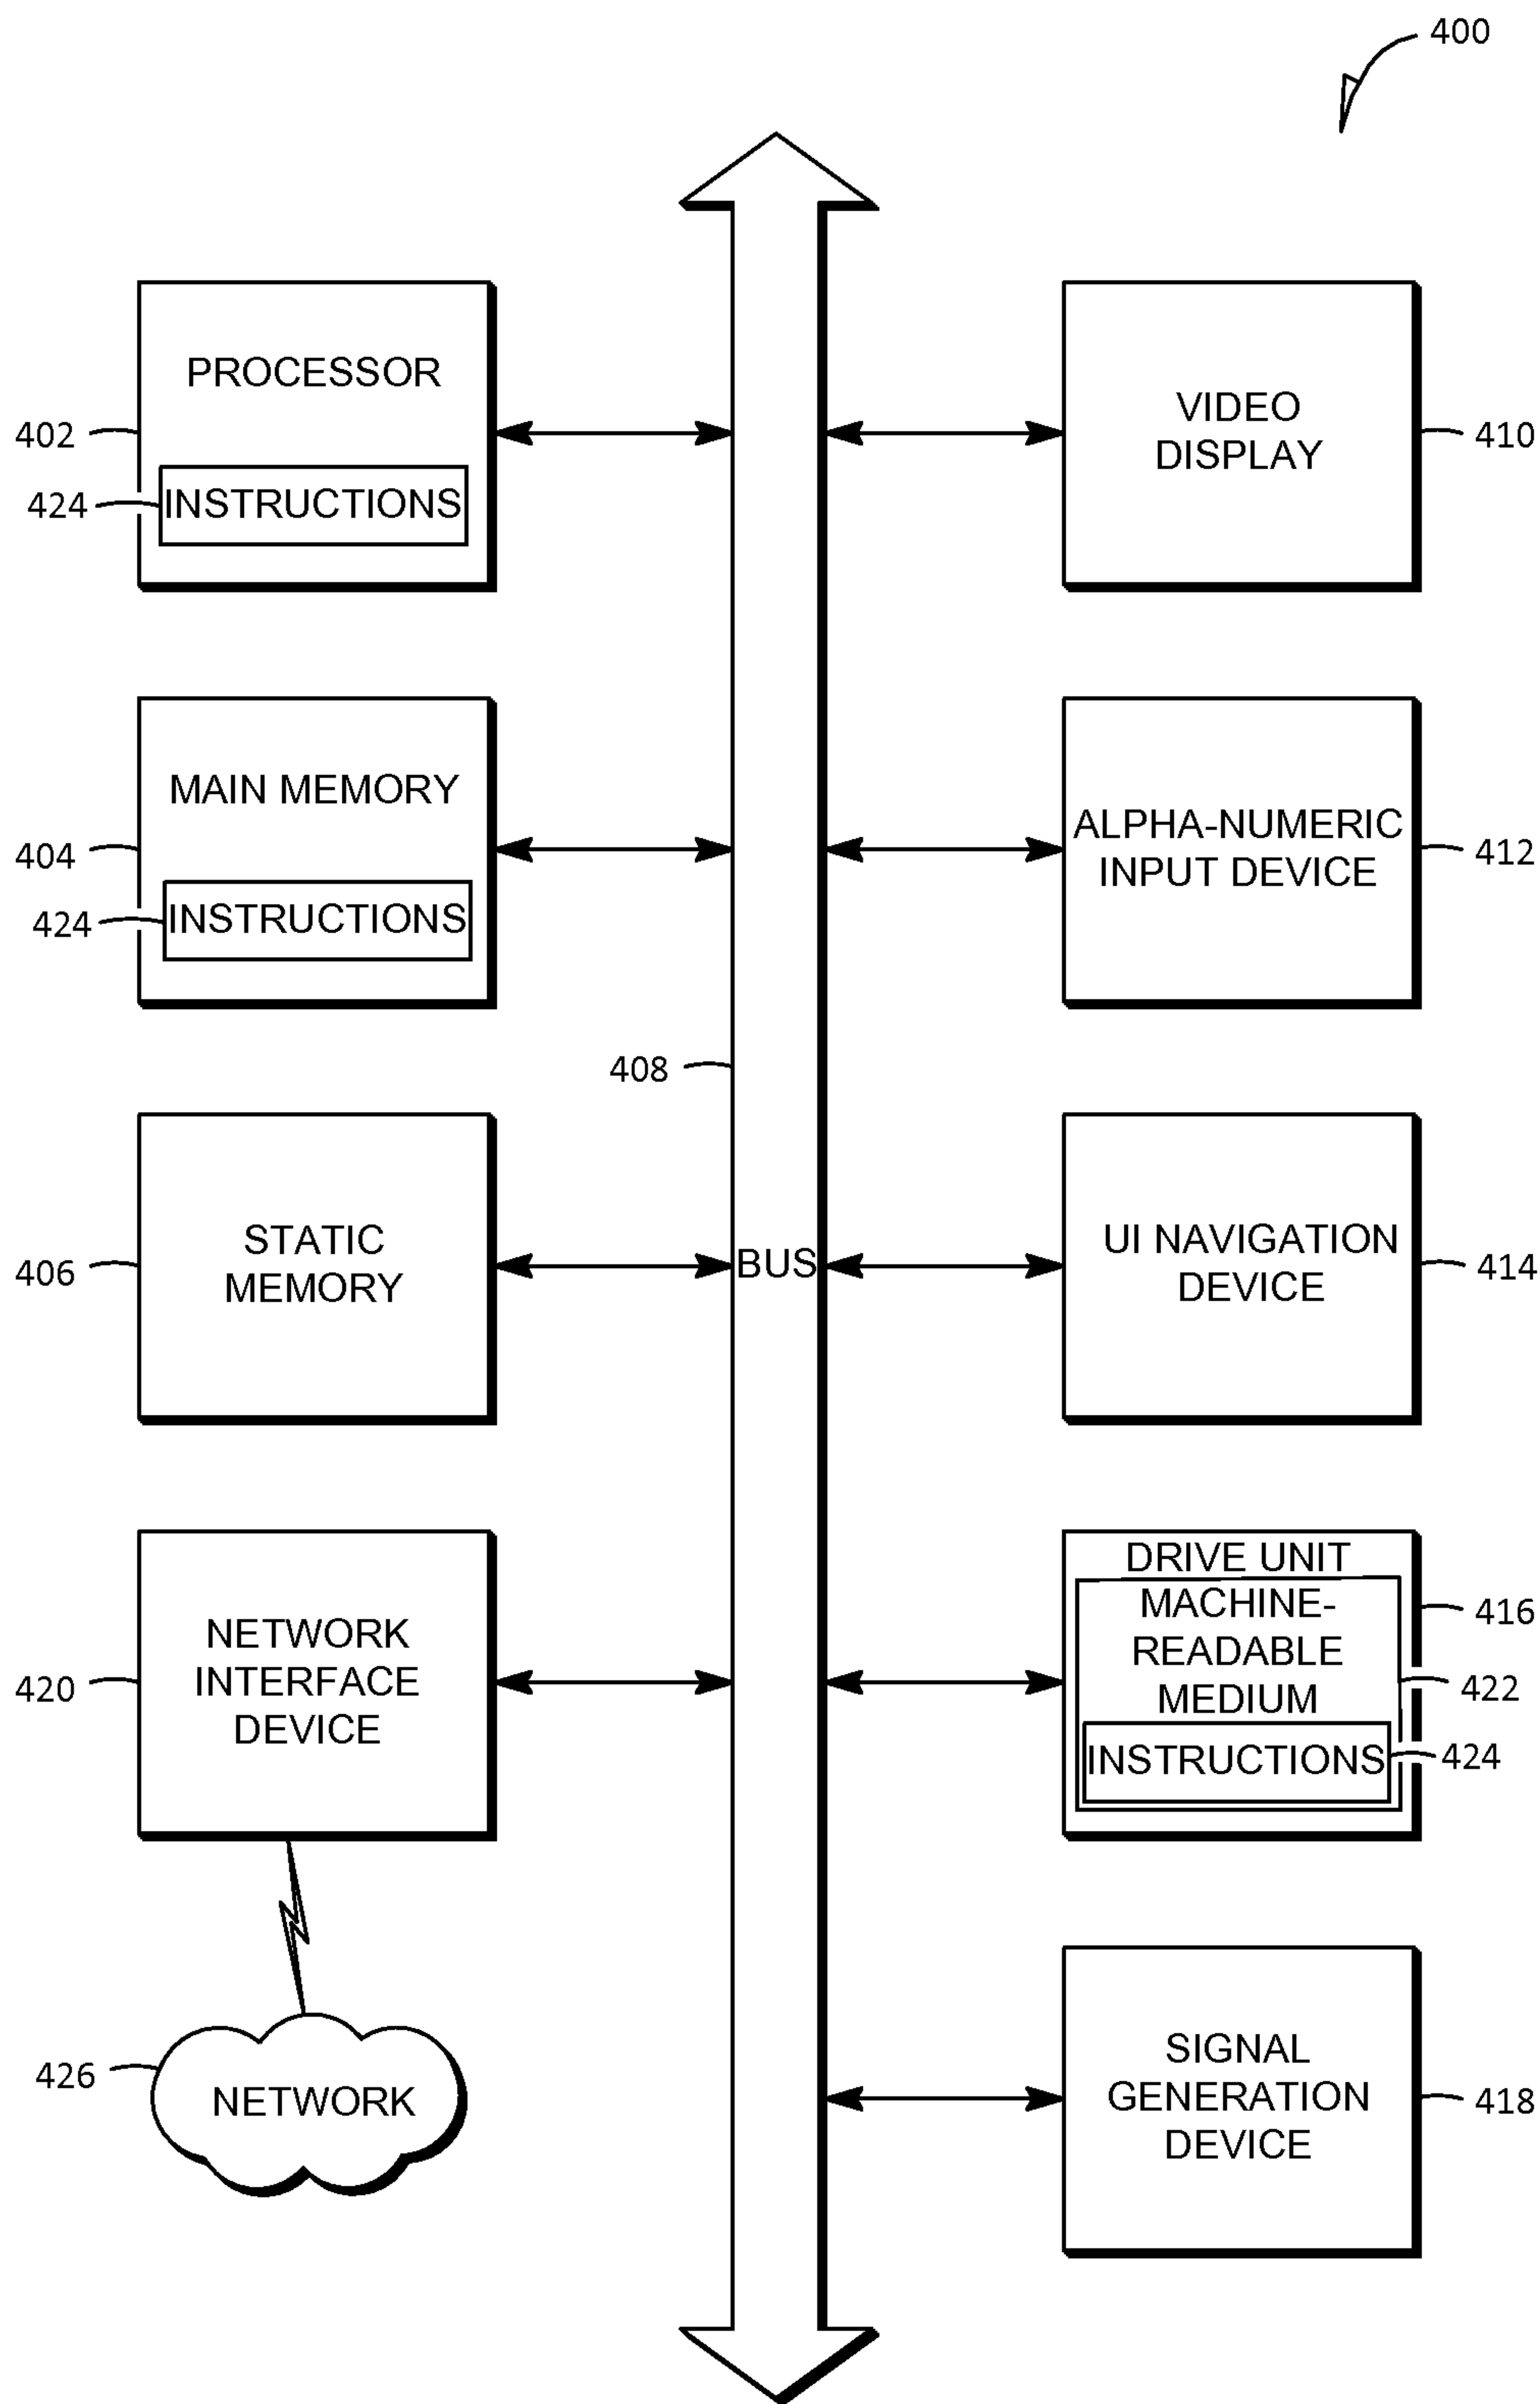 400
PROCESSOR
402
424
INSTRUCTIONS
VIDEO
DISPLAY
410
MAIN MEMORY
404
424
INSTRUCTIONS
ALPHA-NUMERIC
INPUT DEVICE
412
408
STATIC
MEMORY
406
BUS
UI NAVIGATION
DEVICE
414
NETWORK
INTERFACE
DEVICE
420
DRIVE UNIT
MACHINE-
READABLE
MEDIUM
416
422
INSTRUCTIONS
424
426
NETWORK
SIGNAL
GENERATION
DEVICE
418